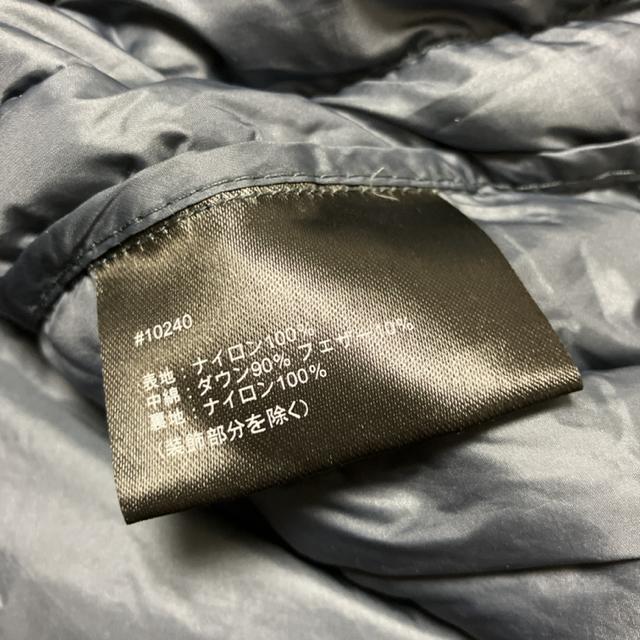 #10240
表地：ナイロン100%
中綿：ダウン90% フェザー10%
裏地：ナイロン100%
(装飾部分を除く)